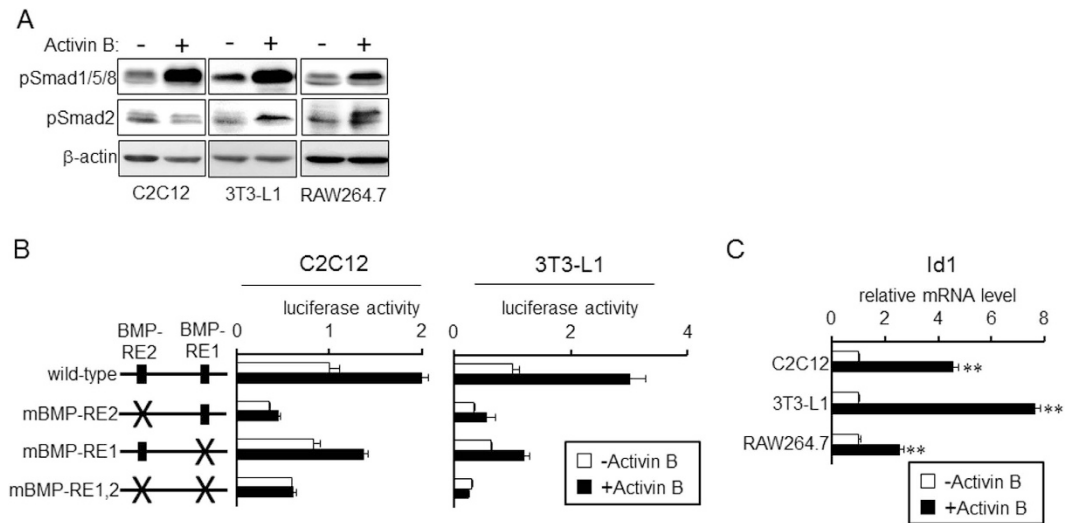 A
Activin B: - + - + - +
pSmad1/5/8
pSmad2
β-actin
C2C12 3T3-L1 RAW264.7
B
C2C12 3T3-L1
luciferase activity luciferase activity
0 1 2 0 2 4
BMP-RE2 BMP-RE1
wild-type
mBMP-RE2
mBMP-RE1
mBMP-RE1,2
-Activin B
+Activin B
C
Id1
relative mRNA level
0 2 4 6 8
C2C12 **
3T3-L1 **
RAW264.7 **
-Activin B
+Activin B